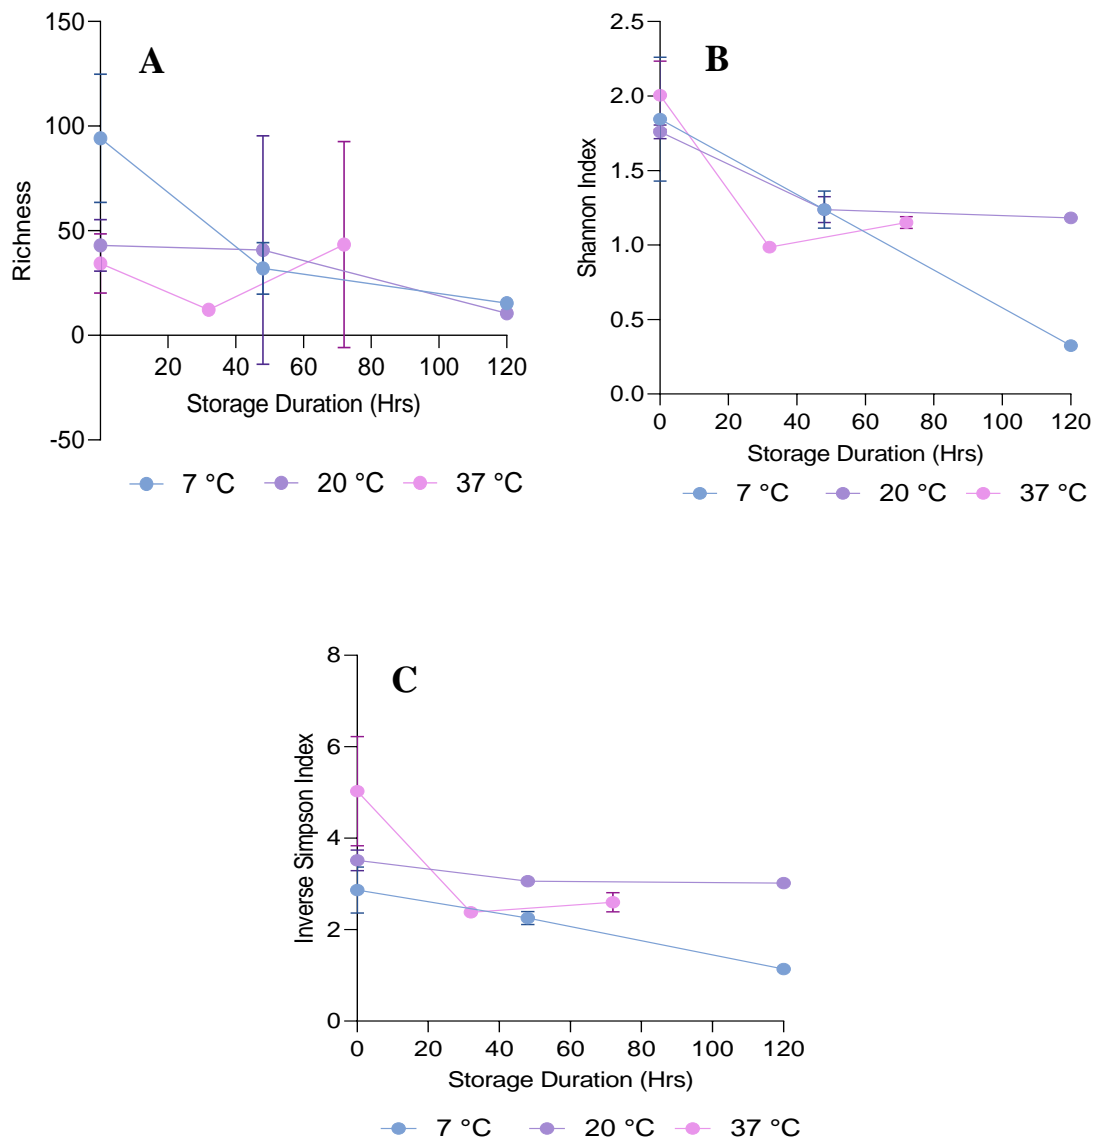 A
150
100
50
0
-50
Richness
20 40 60 80 100 120
Storage Duration (Hrs)
7 °C 20 °C 37 °C
B
2.5
2.0
1.5
1.0
0.5
0.0
Shannon Index
0 20 40 60 80 100 120
Storage Duration (Hrs)
7 °C 20 °C 37 °C
C
8
6
4
2
0
Inverse Simpson Index
0 20 40 60 80 100 120
Storage Duration (Hrs)
7 °C 20 °C 37 °C